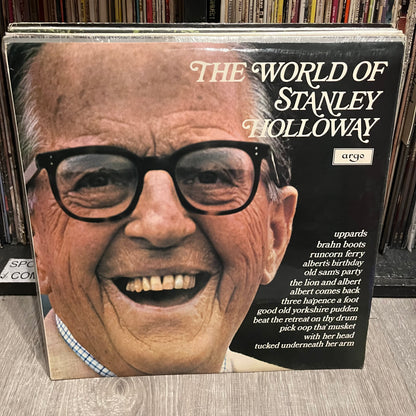 THE WORLD OF
STANLEY
HOLLOWAY
argo
uppards
brahn boots
runcorn ferry
albert's birthday
old sam's party
the lion and albert
albert comes back
three ha'pence a foot
good old yorkshire pudden
beat the retreat on thy drum
pick oop tha' musket
with her head
tucked underneath her arm